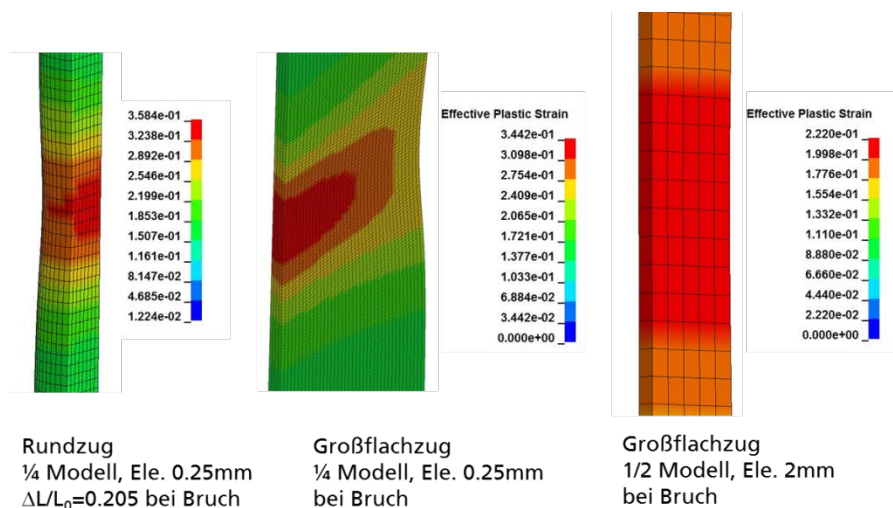 3.584e-01
3.238e-01
2.892e-01
2.546e-01
2.199e-01
1.853e-01
1.507e-01
1.161e-01
8.147e-02
4.685e-02
1.224e-02
Effective Plastic Strain
3.442e-01
3.098e-01
2.754e-01
2.409e-01
2.065e-01
1.721e-01
1.377e-01
1.033e-01
6.884e-02
3.442e-02
0.000e+00
Effective Plastic Strain
2.220e-01
1.998e-01
1.776e-01
1.554e-01
1.332e-01
1.110e-01
8.880e-02
6.660e-02
4.440e-02
2.220e-02
0.000e+00
Rundzug
¼ Modell, Ele. 0.25mm
ΔL/L₀=0.205 bei Bruch
Großflachzug
¼ Modell, Ele. 0.25mm
bei Bruch
Großflachzug
1/2 Modell, Ele. 2mm
bei Bruch